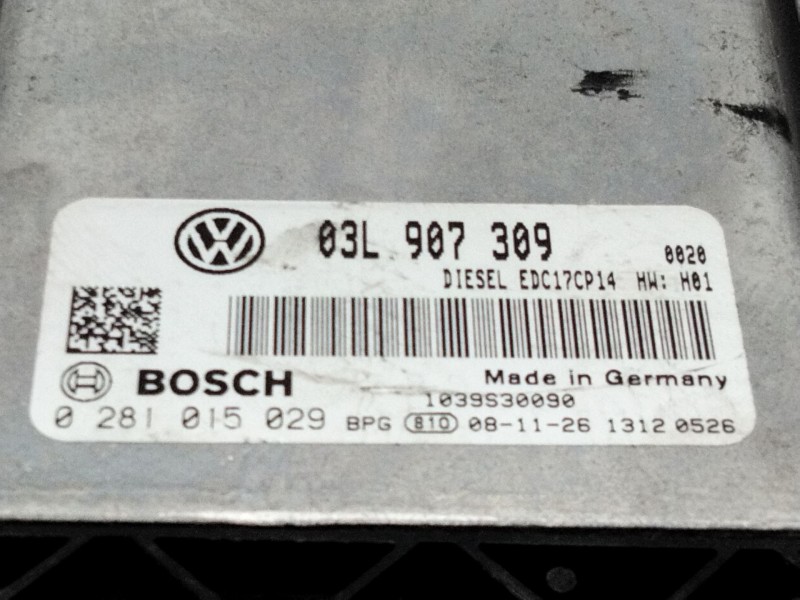 03L 907 309
0020
DIESEL EDC17CP14 HW: H01
BOSCH
Made in Germany
1039S30090
0 281 015 029 BPG 810 08-11-26 1312 0526